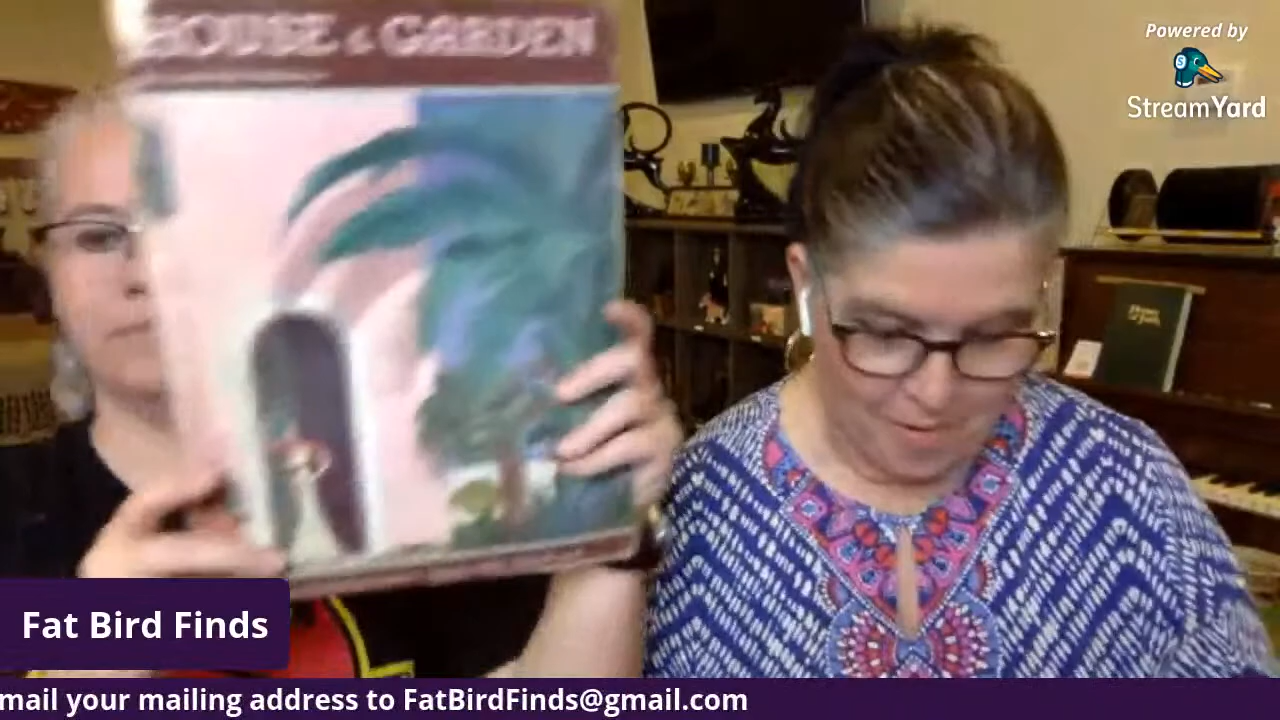 HOUSE & GARDEN
Powered by
StreamYard
Fat Bird Finds
mail your mailing address to FatBirdFinds@gmail.com